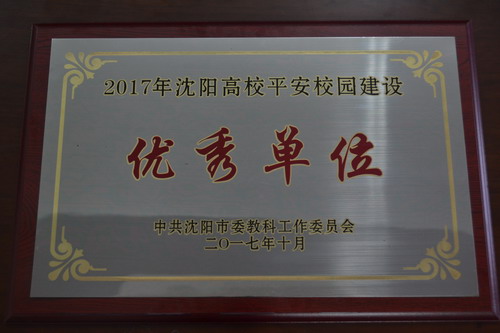 2017年沈阳高校平安校园建设
优秀单位
中共沈阳市委教科工作委员会
二〇一七年十月